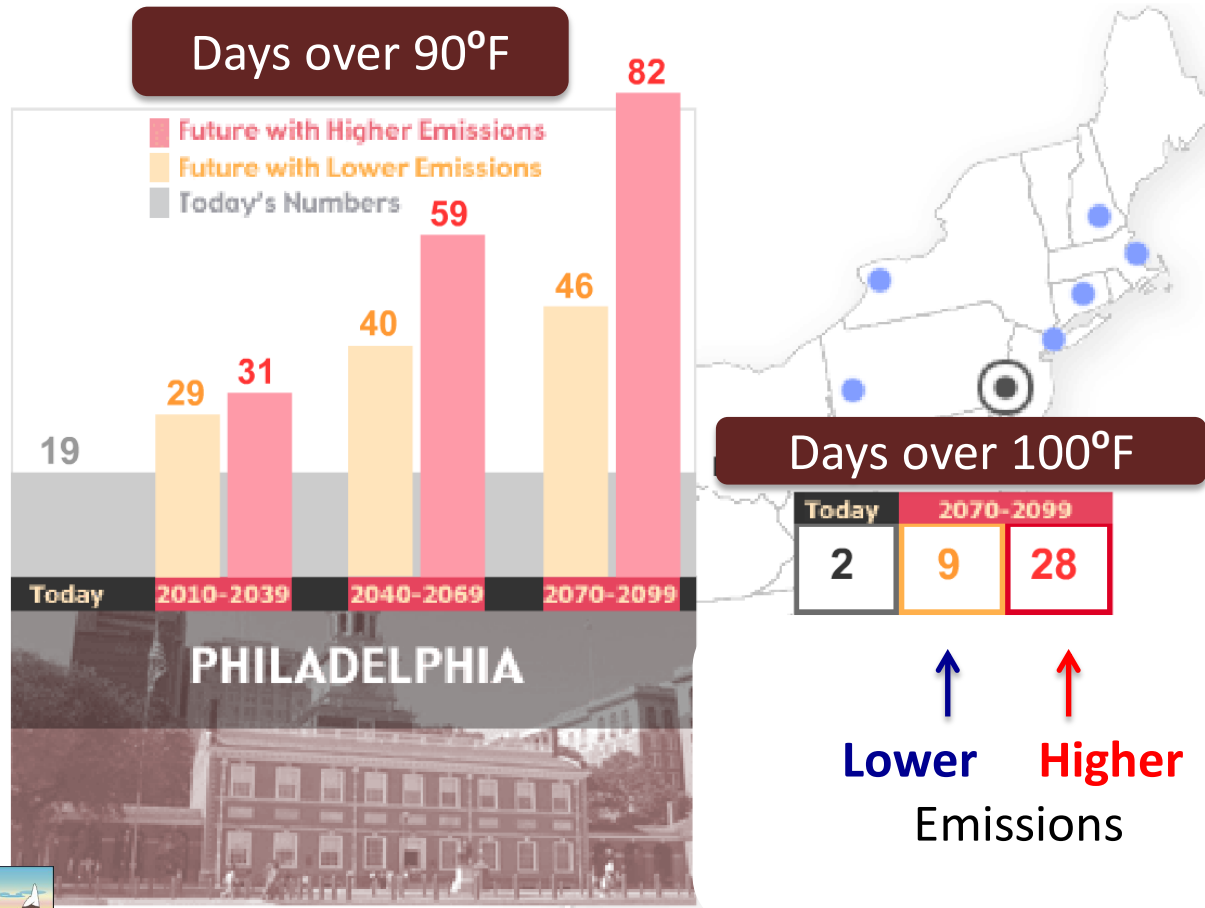 Days over 90ºF
82
Future with Higher Emissions
Future with Lower Emissions
Today's Numbers
59
46
40
31
29
19
Today 2010-2039 2040-2069 2070-2099
PHILADELPHIA
Days over 100ºF
Today 2070-2099
2 9 28
Lower Higher
Emissions